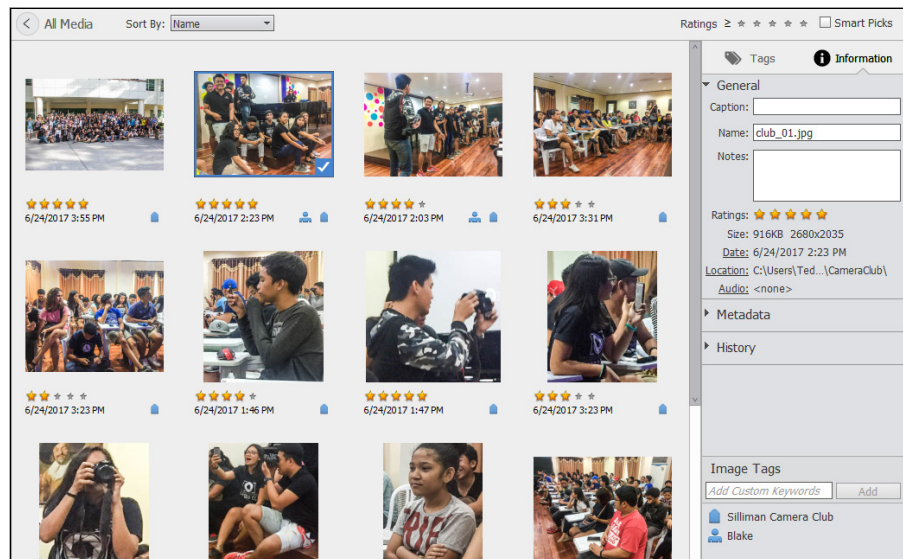 All Media
Sort By: Name
Ratings ≥
Smart Picks
Tags
Information
General
Caption:
Name: club_01.jpg
Notes:
Ratings:
Size: 916KB 2680x2035
Date: 6/24/2017 2:23 PM
Location: C:\Users\Ted...\CameraClub\
Audio: <none>
Metadata
History
6/24/2017 3:55 PM
6/24/2017 2:23 PM
6/24/2017 2:03 PM
6/24/2017 3:31 PM
6/24/2017 3:23 PM
6/24/2017 1:46 PM
6/24/2017 1:47 PM
6/24/2017 3:23 PM
Image Tags
Add Custom Keywords
Add
Silliman Camera Club
Blake